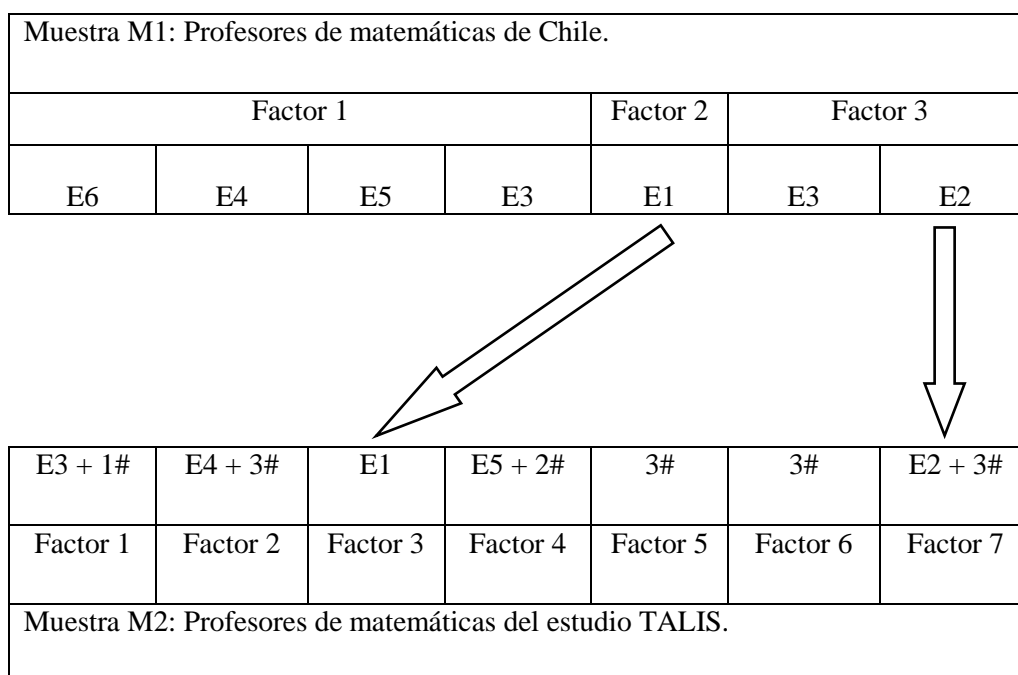 Muestra M1: Profesores de matemáticas de Chile.
Factor 1 Factor 2 Factor 3
E6 E4 E5 E3 E1 E3 E2
E3 + 1# E4 + 3# E1 E5 + 2# 3# 3# E2 + 3#
Factor 1 Factor 2 Factor 3 Factor 4 Factor 5 Factor 6 Factor 7
Muestra M2: Profesores de matemáticas del estudio TALIS.